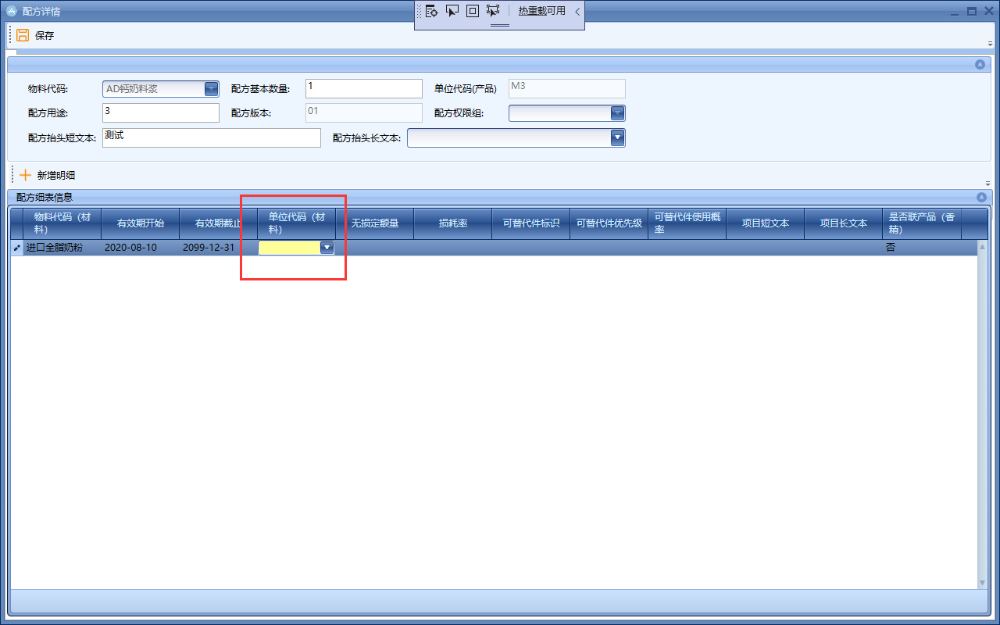 配方详情
热重载可用
保存
物料代码: AD钙奶料浆 配方基本数量: 1 单位代码(产品) M3
配方用途: 3 配方版本: 01 配方权限组:
配方抬头短文本: 测试 配方抬头长文本:
新增明细
配方细表信息
物料代码（材料） 有效期开始 有效期截止 单位代码（材料） 无损定额量 损耗率 可替代件标识 可替代件优先级 可替代件使用概率 项目短文本 项目长文本 是否联产品（香精）
进口全脂奶粉 2020-08-10 2099-12-31 否